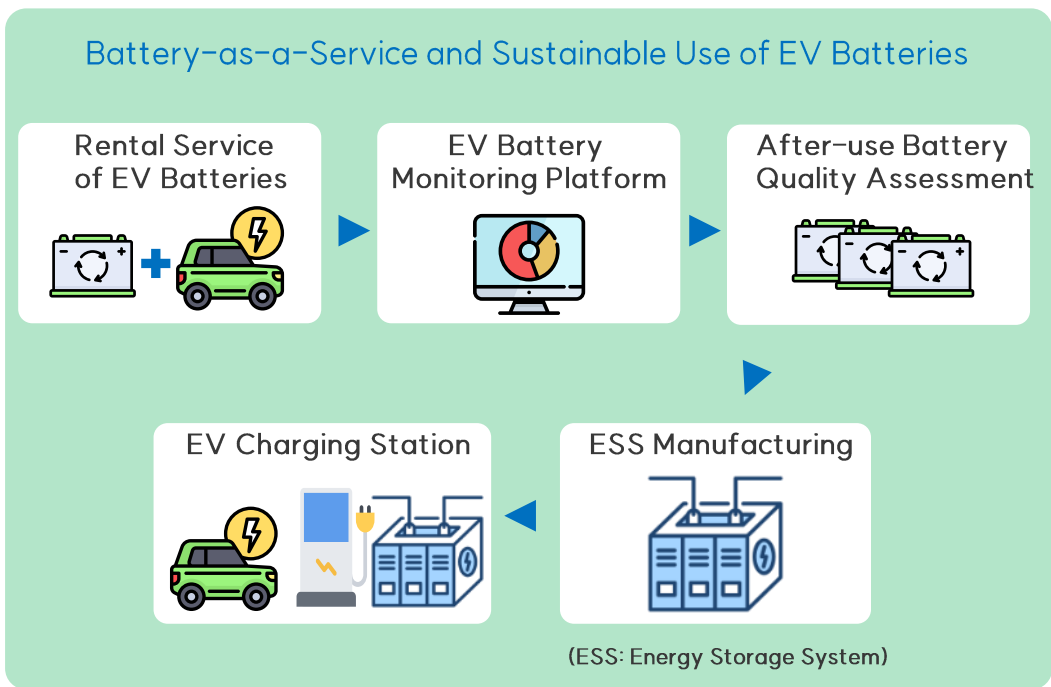 Battery-as-a-Service and Sustainable Use of EV Batteries
Rental Service
of EV Batteries
EV Battery
Monitoring Platform
After-use Battery
Quality Assessment
EV Charging Station
ESS Manufacturing
(ESS: Energy Storage System)